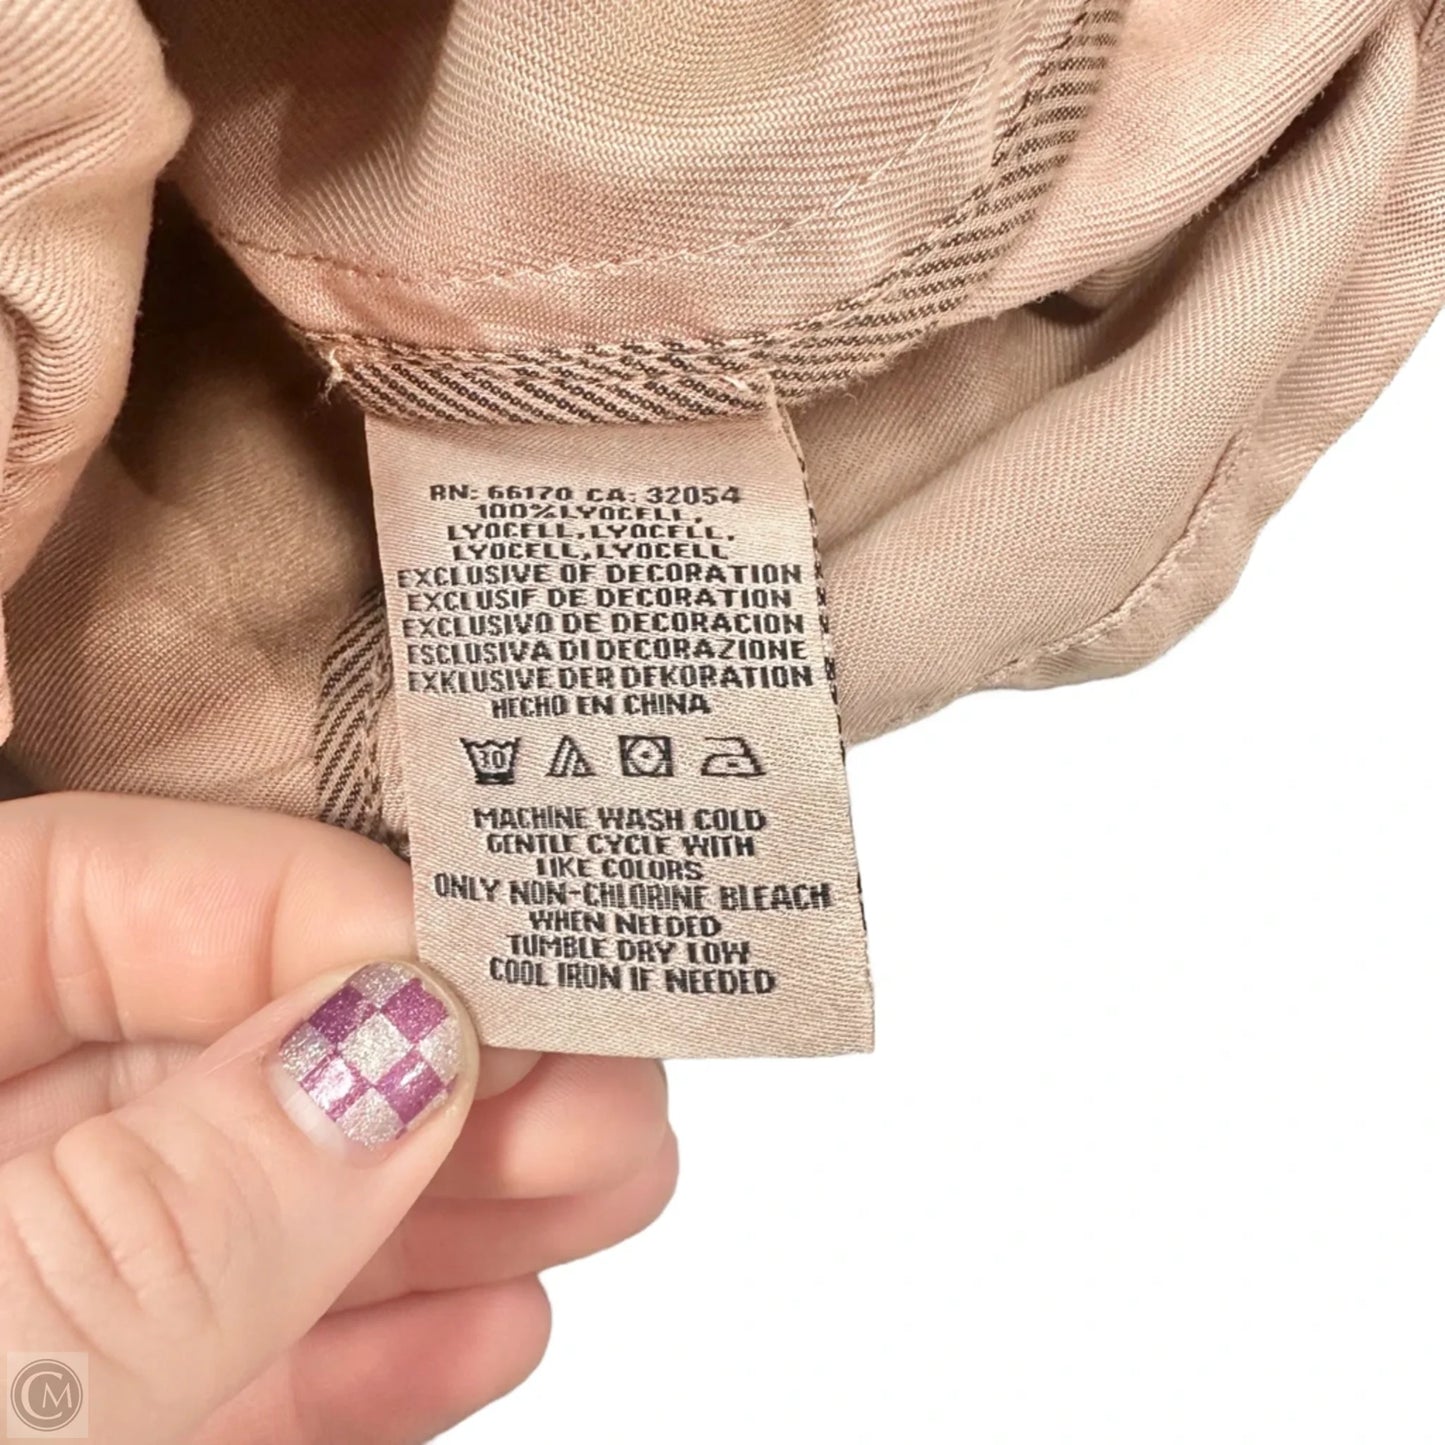 RN: 66170 CA: 32054
100% LYOCELL,
LYOCELL, LYOCELL,
LYOCELL, LYOCELL
EXCLUSIVE OF DECORATION
EXCLUSIF DE DECORATION
EXCLUSIVO DE DECORACION
ESCLUSIVA DI DECORAZIONE
EXKLUSIVE DER DEKORATION
HECHO EN CHINA
30
MACHINE WASH COLD
GENTLE CYCLE WITH
LIKE COLORS
ONLY NON-CHLORINE BLEACH
WHEN NEEDED
TUMBLE DRY LOW
COOL IRON IF NEEDED
CM